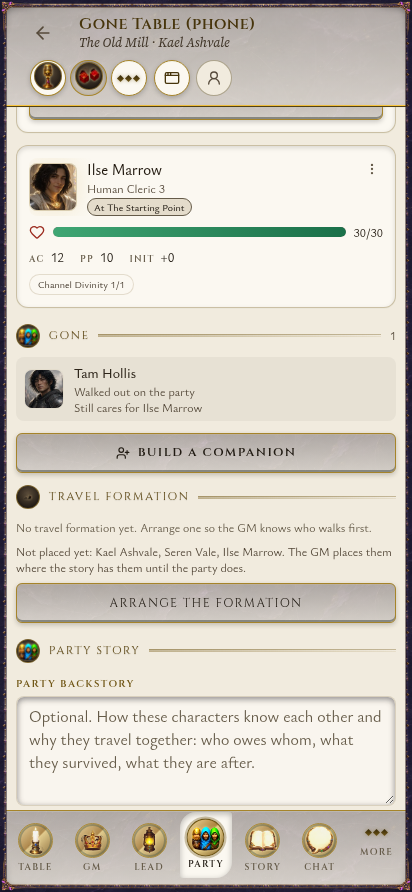 Gone Table (phone)
The Old Mill · Kael Ashvale
Ilse Marrow
Human Cleric 3
At The Starting Point
30/30
AC 12 PP 10 INIT +0
Channel Divinity 1/1
GONE 1
Tam Hollis
Walked out on the party
Still cares for Ilse Marrow
BUILD A COMPANION
TRAVEL FORMATION
No travel formation yet. Arrange one so the GM knows who walks first.
Not placed yet: Kael Ashvale, Seren Vale, Ilse Marrow. The GM places them
where the story has them until the party does.
ARRANGE THE FORMATION
PARTY STORY
PARTY BACKSTORY
Optional. How these characters know each other and
why they travel together: who owes whom, what
they survived, what they are after.
TABLE GM LEAD PARTY STORY CHAT MORE